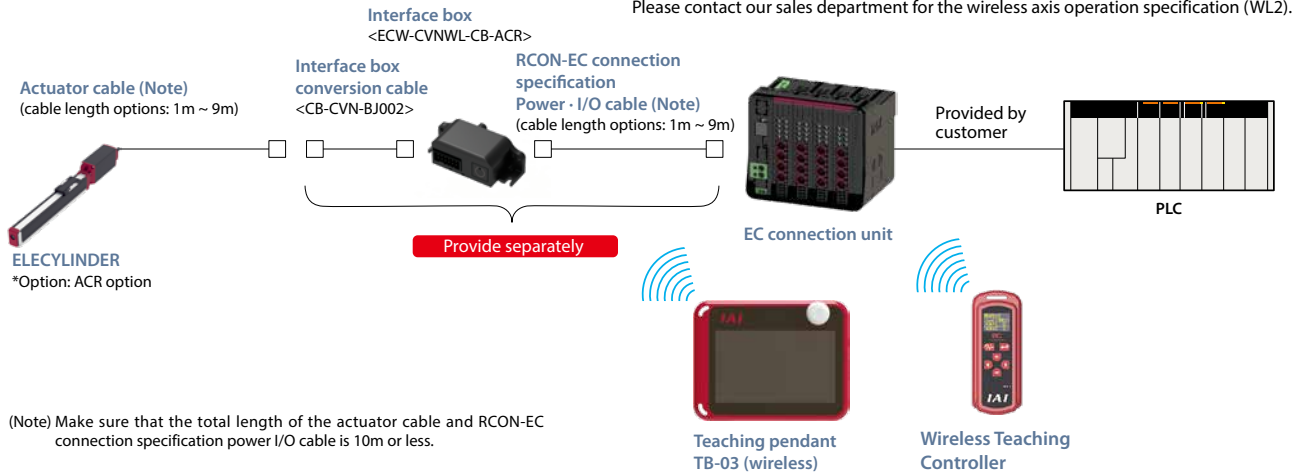 Please contact our sales department for the wireless axis operation specification (WL2).
Interface box
<ECW-CVNWL-CB-ACR>
Actuator cable (Note)
(cable length options: 1m ~ 9m)
Interface box
conversion cable
<CB-CVN-BJ002>
RCON-EC connection
specification
Power · I/O cable (Note)
(cable length options: 1m ~ 9m)
Provided by
customer
PLC
Provide separately
EC connection unit
ELECYLINDER
*Option: ACR option
IAI
IAI
(Note) Make sure that the total length of the actuator cable and RCON-EC
connection specification power I/O cable is 10m or less.
Teaching pendant
TB-03 (wireless)
Wireless Teaching
Controller